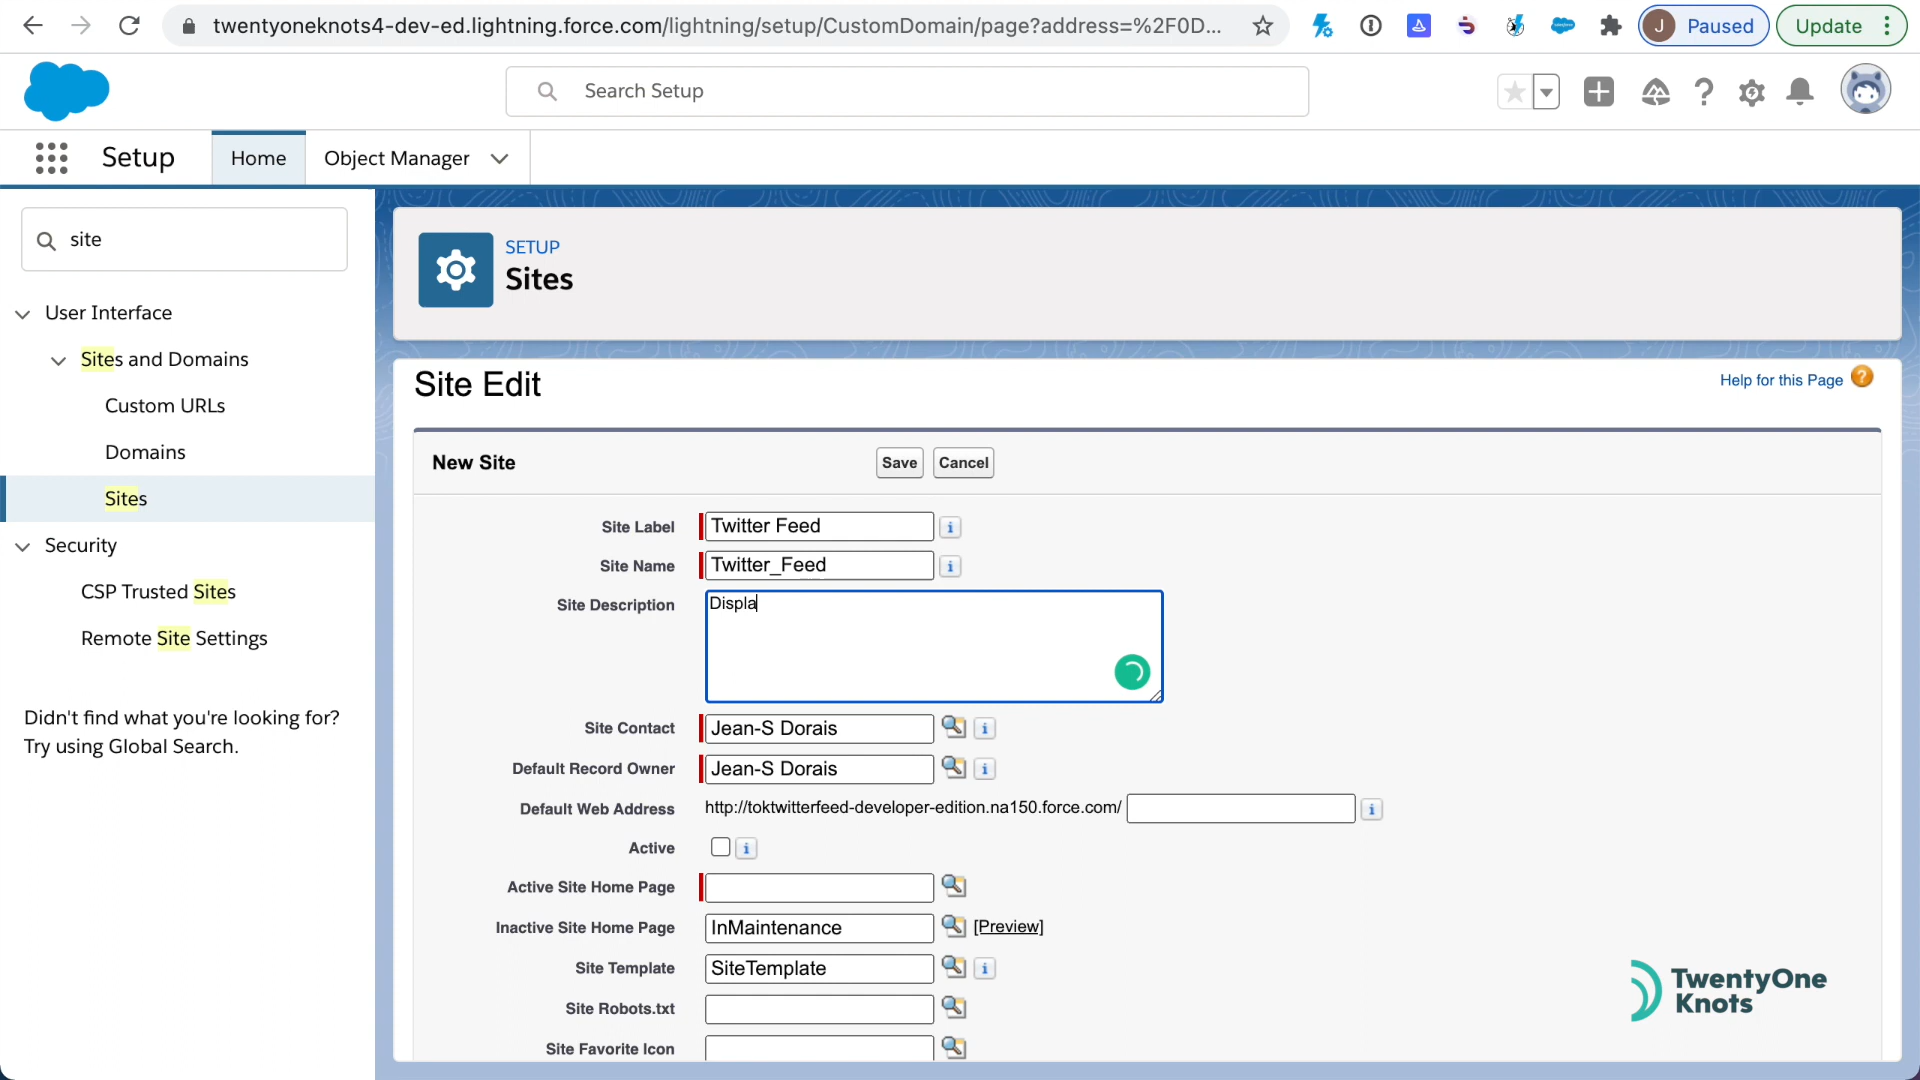 twentyoneknots4-dev-ed.lightning.force.com/lightning/setup/CustomDomain/page?address=%2F0D...
J Paused
Update
Search Setup
Setup
Home
Object Manager
site
User Interface
Sites and Domains
Custom URLs
Domains
Sites
Security
CSP Trusted Sites
Remote Site Settings
Didn't find what you're looking for?
Try using Global Search.
SETUP
Sites
Site Edit
Help for this Page ?
New Site
Save
Cancel
Site Label Twitter Feed i
Site Name Twitter_Feed i
Site Description Displa
Site Contact Jean-S Dorais i
Default Record Owner Jean-S Dorais i
Default Web Address http://toktwitterfeed-developer-edition.na150.force.com/ i
Active i
Active Site Home Page
Inactive Site Home Page InMaintenance [Preview]
Site Template SiteTemplate i
Site Robots.txt
Site Favorite Icon
TwentyOne
Knots